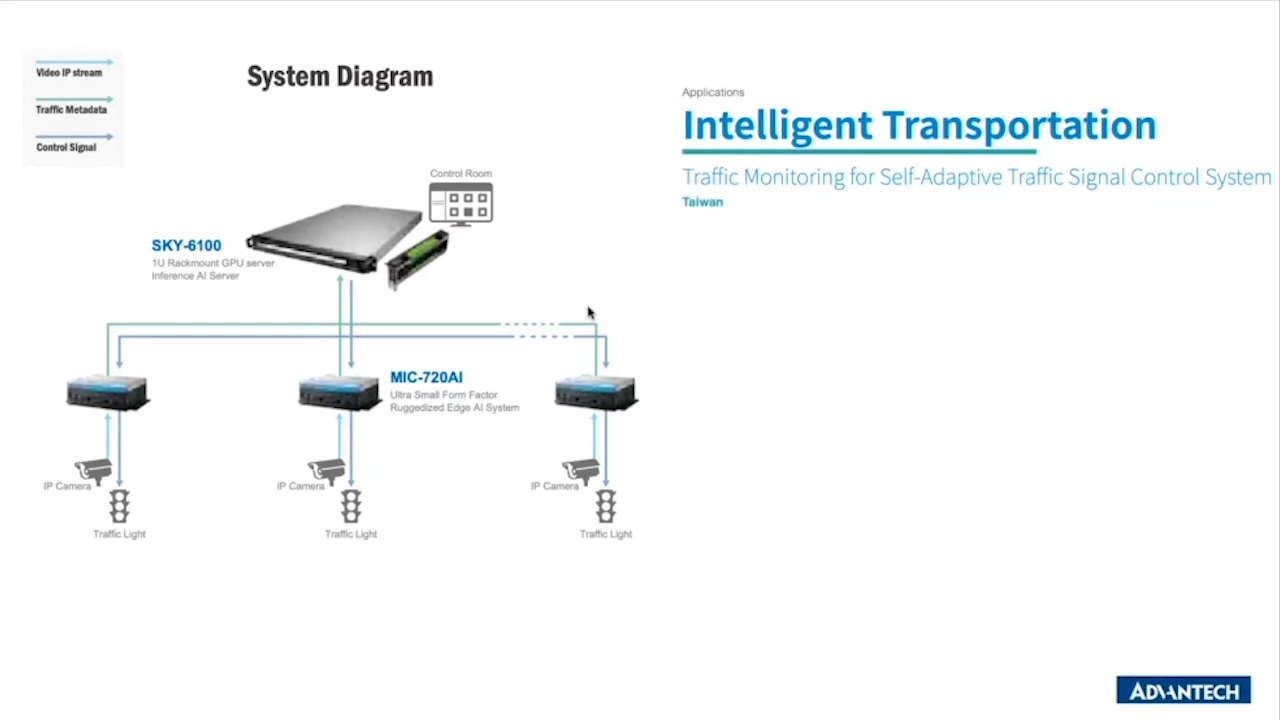 Video IP stream
Traffic Metadata
Control Signal
System Diagram
Control Room
SKY-6100
1U Rackmount GPU server
Inference AI Server
MIC-720AI
Ultra Small Form Factor
Ruggedized Edge AI System
IP Camera
IP Camera
IP Camera
Traffic Light
Traffic Light
Traffic Light
Applications
Intelligent Transportation
Traffic Monitoring for Self-Adaptive Traffic Signal Control System
Taiwan
ADVANTECH